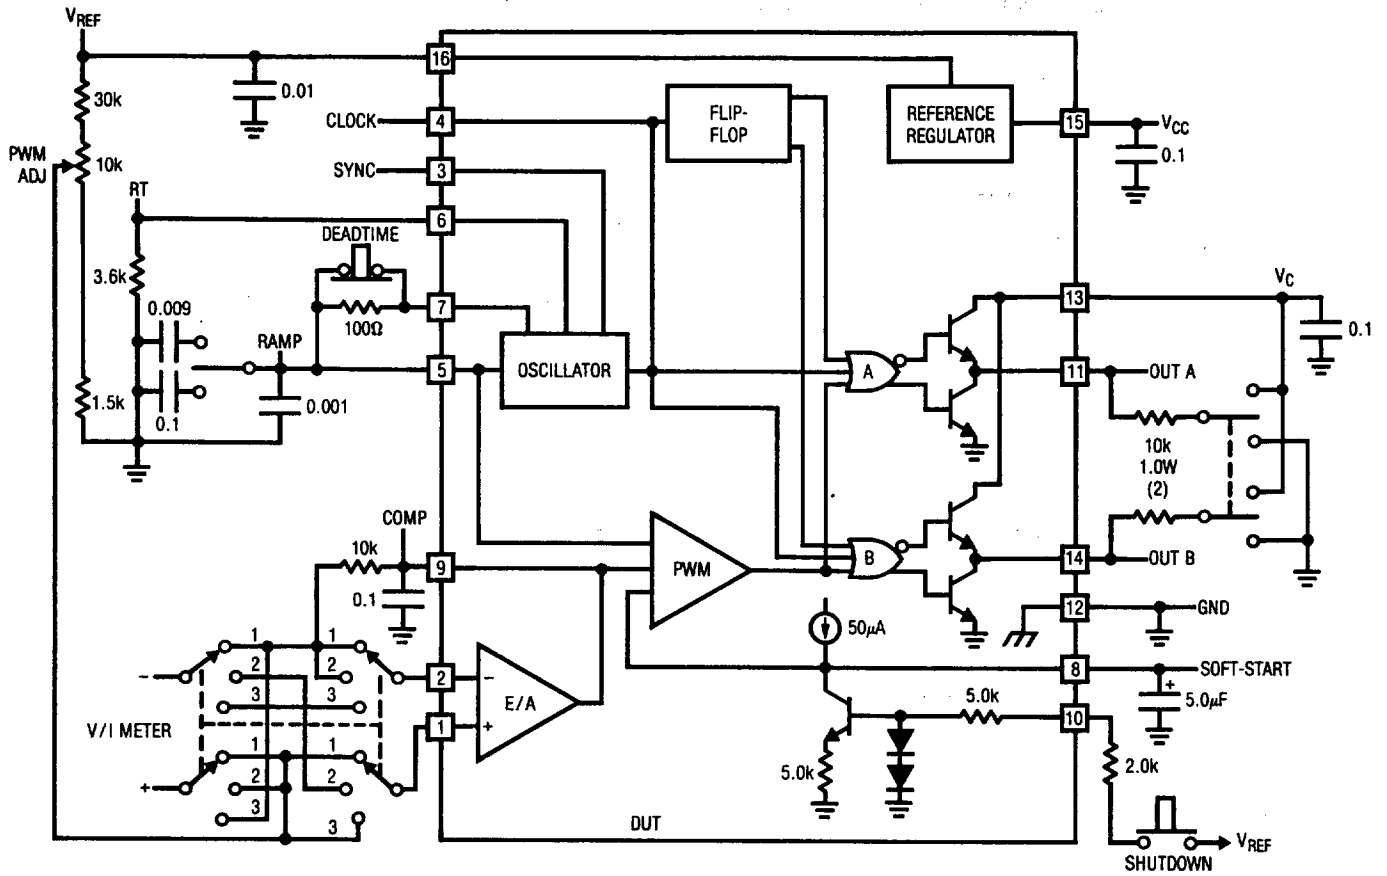 VREF
16
30k
0.01
FLIP-
FLOP
REFERENCE
REGULATOR
CLOCK
4
15
VCC
0.1
PWM
ADJ
10k
SYNC
3
RT
6
DEADTIME
3.6k
7
100Ω
13
VC
0.1
0.009
RAMP
5
OSCILLATOR
A
11
OUT A
1.5k
0.1
0.001
10k
1.0W
(2)
COMP
10k
9
0.1
PWM
B
14
OUT B
12
GND
50µA
1
1
2
2
3
3
−
2
−
E/A
8
SOFT-START
+
5.0µF
V/I METER
1
+
5.0k
10
1
1
2
2
3
3
+
5.0k
2.0k
DUT
VREF
SHUTDOWN